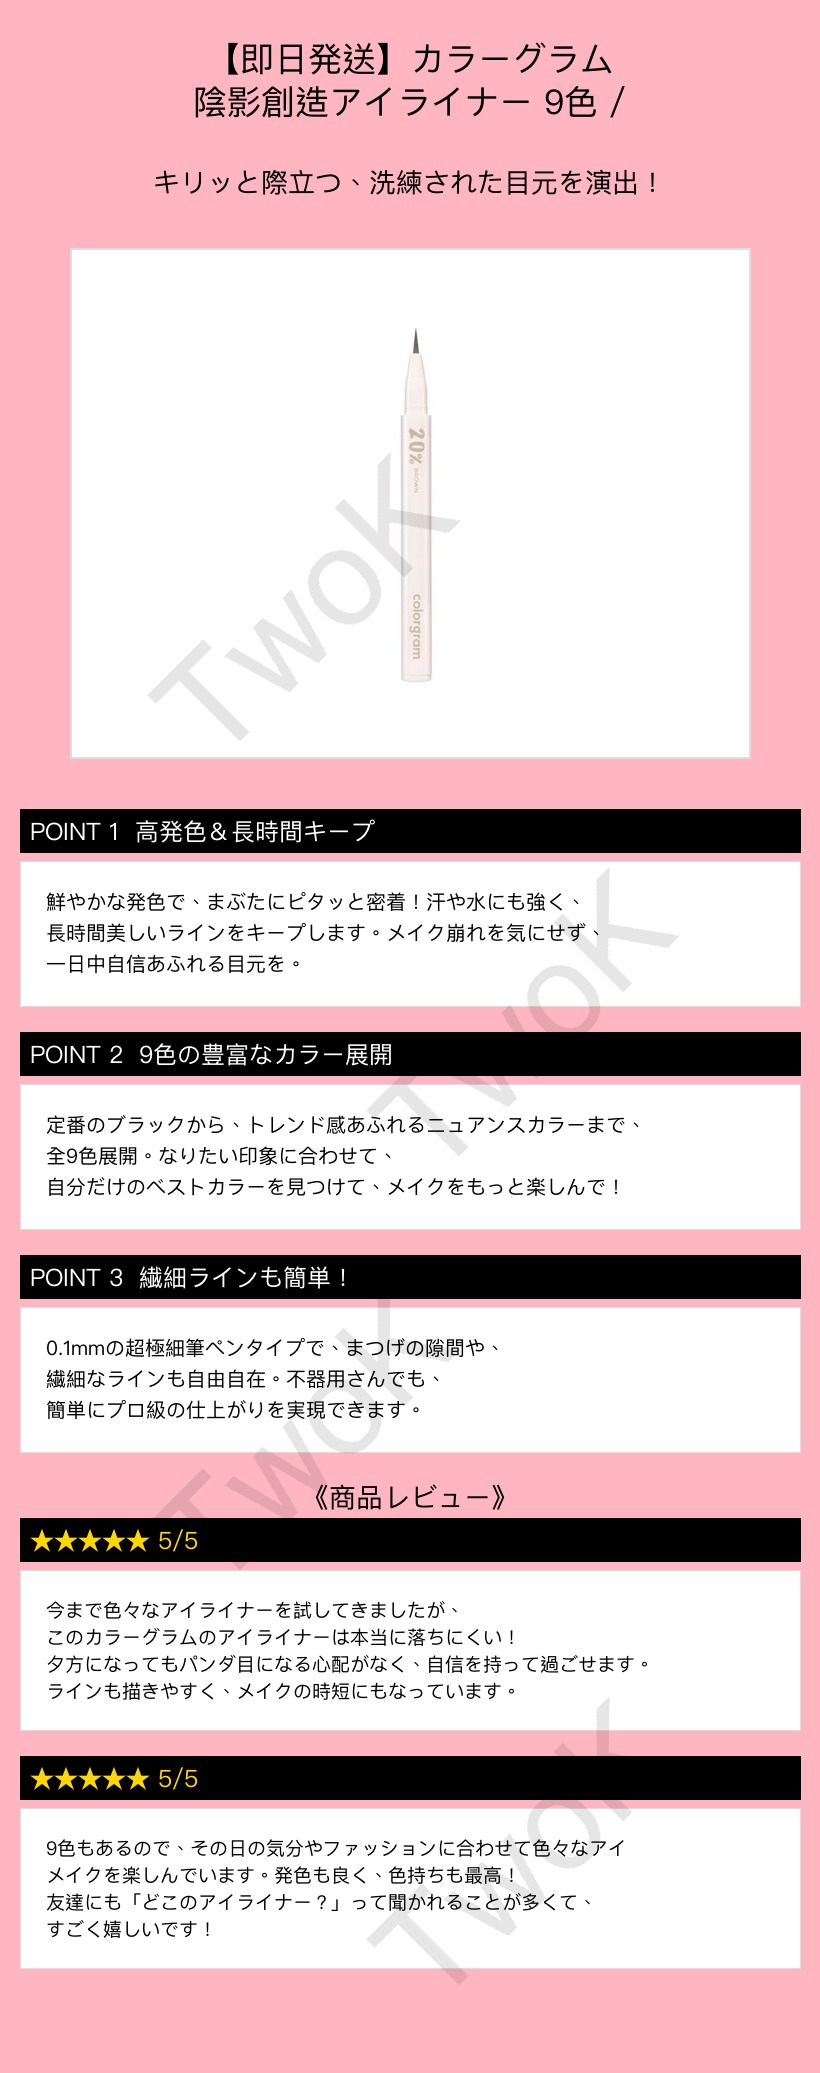 【即日発送】カラーグラム
陰影創造アイライナー 9色 /
キリッと際立つ、洗練された目元を演出！
20%
BROWN
colorgram
TwoK
POINT 1 高発色＆長時間キープ
鮮やかな発色で、まぶたにピタッと密着！汗や水にも強く、
長時間美しいラインをキープします。メイク崩れを気にせず、
一日中自信あふれる目元を。
TwoK
POINT 2 9色の豊富なカラー展開
定番のブラックから、トレンド感あふれるニュアンスカラーまで、
全9色展開。なりたい印象に合わせて、
自分だけのベストカラーを見つけて、メイクをもっと楽しんで！
POINT 3 繊細ラインも簡単！
0.1mmの超極細筆ペンタイプで、まつげの隙間や、
繊細なラインも自由自在。不器用さんでも、
簡単にプロ級の仕上がりを実現できます。
TwoK
《商品レビュー》
★★★★★ 5/5
今まで色々なアイライナーを試してきましたが、
このカラーグラムのアイライナーは本当に落ちにくい！
夕方になってもパンダ目になる心配がなく、自信を持って過ごせます。
ラインも描きやすく、メイクの時短にもなっています。
★★★★★ 5/5
9色もあるので、その日の気分やファッションに合わせて色々なアイ
メイクを楽しんでいます。発色も良く、色持ちも最高！
友達にも「どこのアイライナー？」って聞かれることが多くて、
すごく嬉しいです！
TwoK